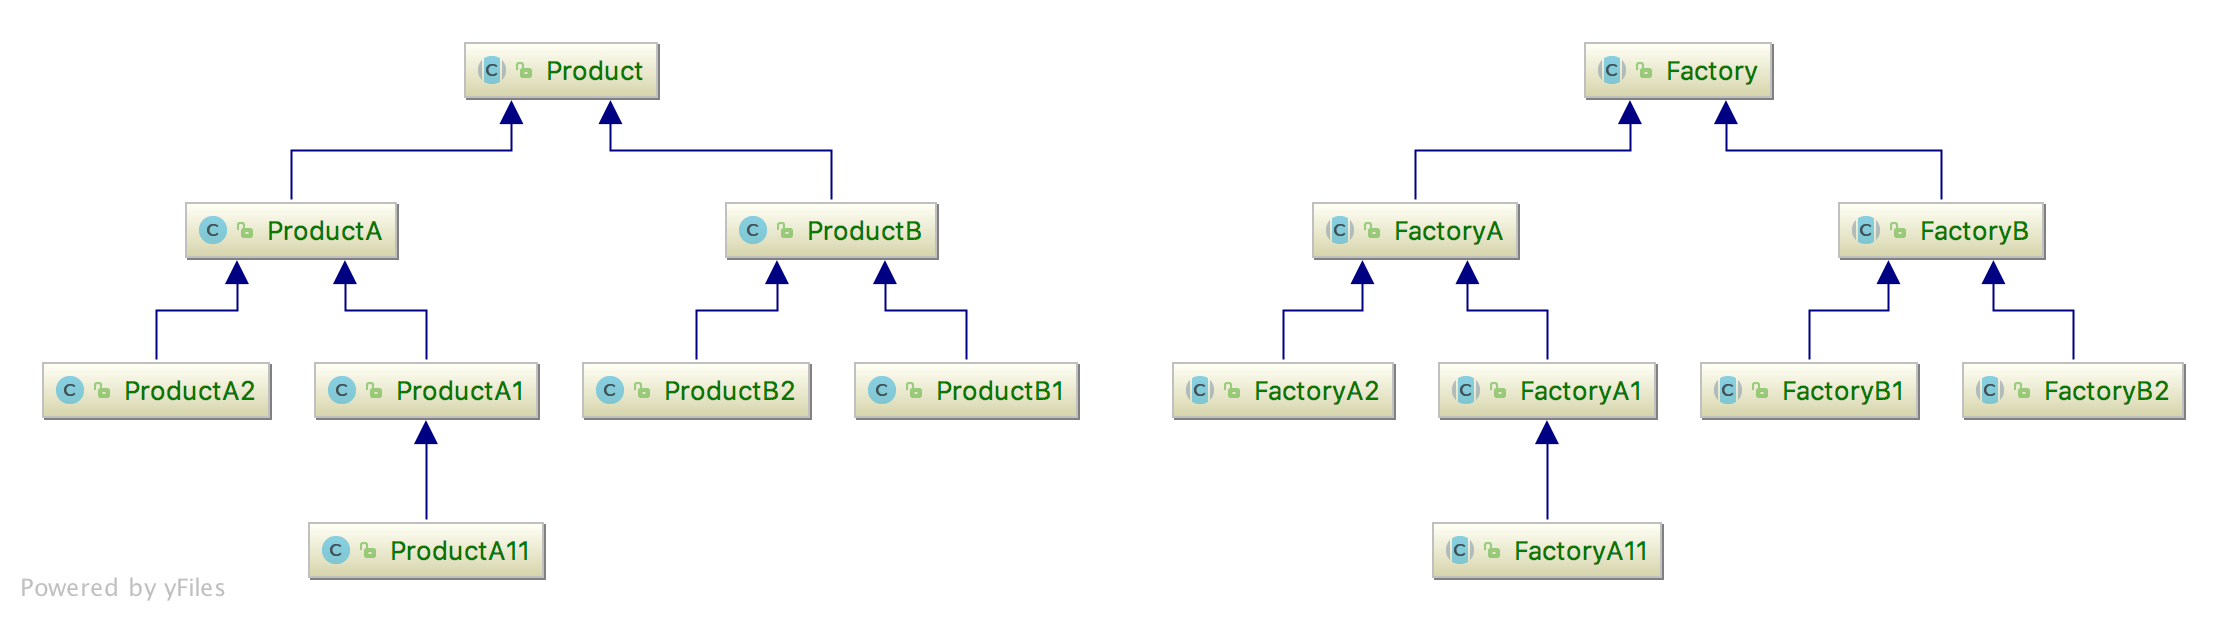 Product
Factory
ProductA
ProductB
FactoryA
FactoryB
ProductA2
ProductA1
ProductB2
ProductB1
FactoryA2
FactoryA1
FactoryB1
FactoryB2
ProductA11
FactoryA11
Powered by yFiles